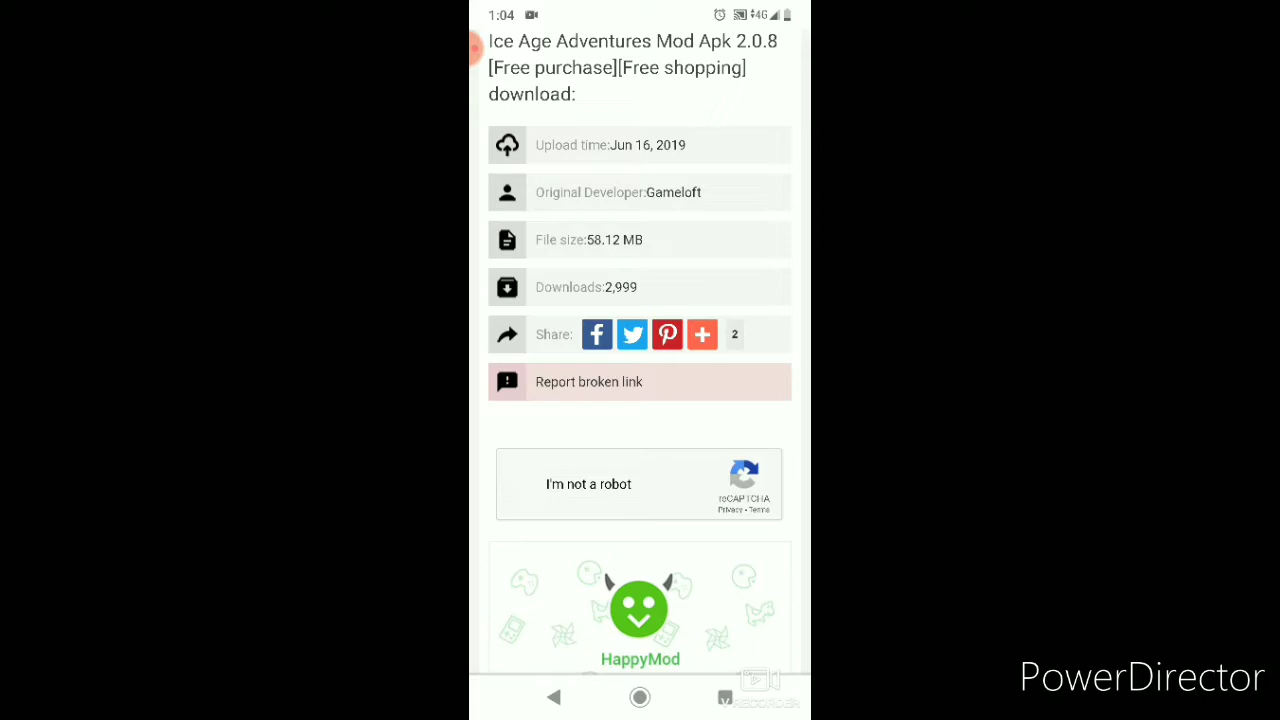 1:04
4G
Ice Age Adventures Mod Apk 2.0.8
[Free purchase][Free shopping]
download:
Upload time:Jun 16, 2019
Original Developer:Gameloft
File size:58.12 MB
Downloads:2,999
Share:
2
Report broken link
I'm not a robot
reCAPTCHA
Privacy • Terms
HappyMod
VRECORDER
PowerDirector